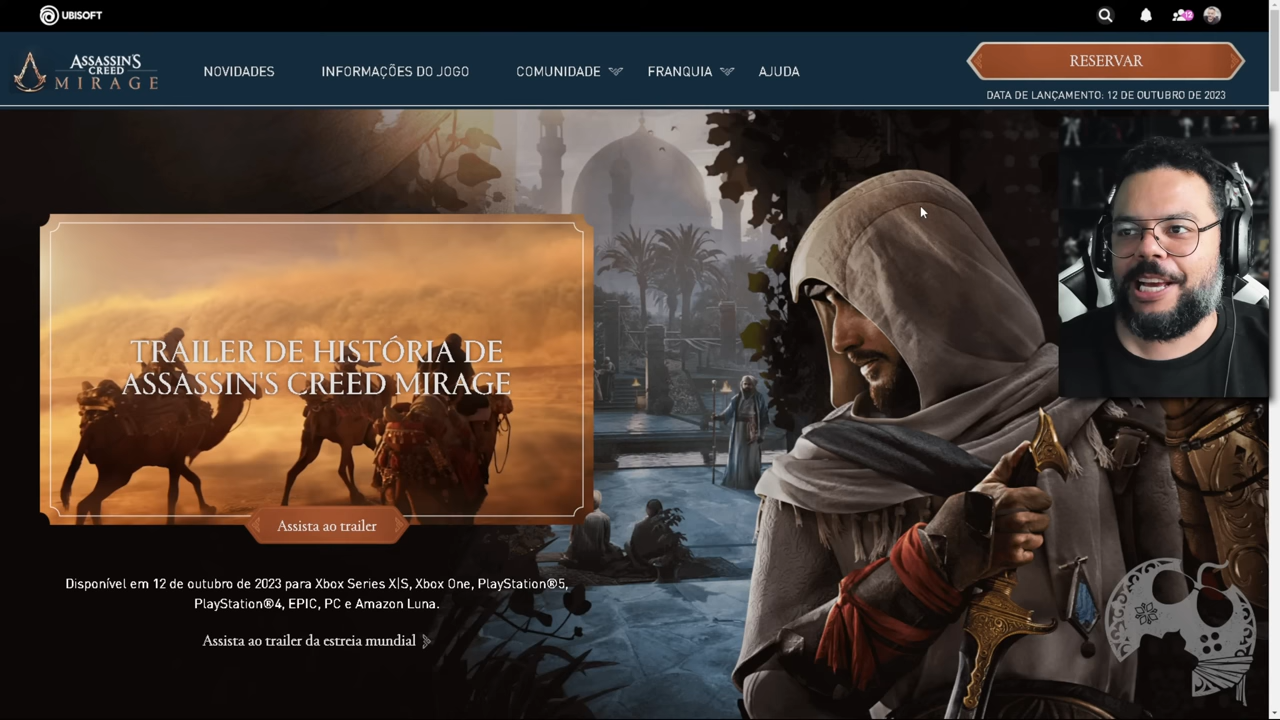 UBISOFT
12
ASSASSIN'S
CREED
MIRAGE
NOVIDADES
INFORMAÇÕES DO JOGO
COMUNIDADE
FRANQUIA
AJUDA
RESERVAR
DATA DE LANÇAMENTO: 12 DE OUTUBRO DE 2023
TRAILER DE HISTÓRIA DE
ASSASSIN'S CREED MIRAGE
Assista ao trailer
Disponível em 12 de outubro de 2023 para Xbox Series X|S, Xbox One, PlayStation®5,
PlayStation®4, EPIC, PC e Amazon Luna.
Assista ao trailer da estreia mundial